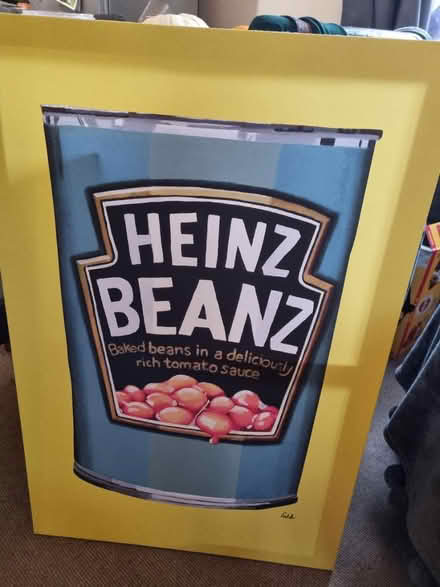 HEINZ
BEANZ
Baked beans in a deliciously
rich tomato sauce